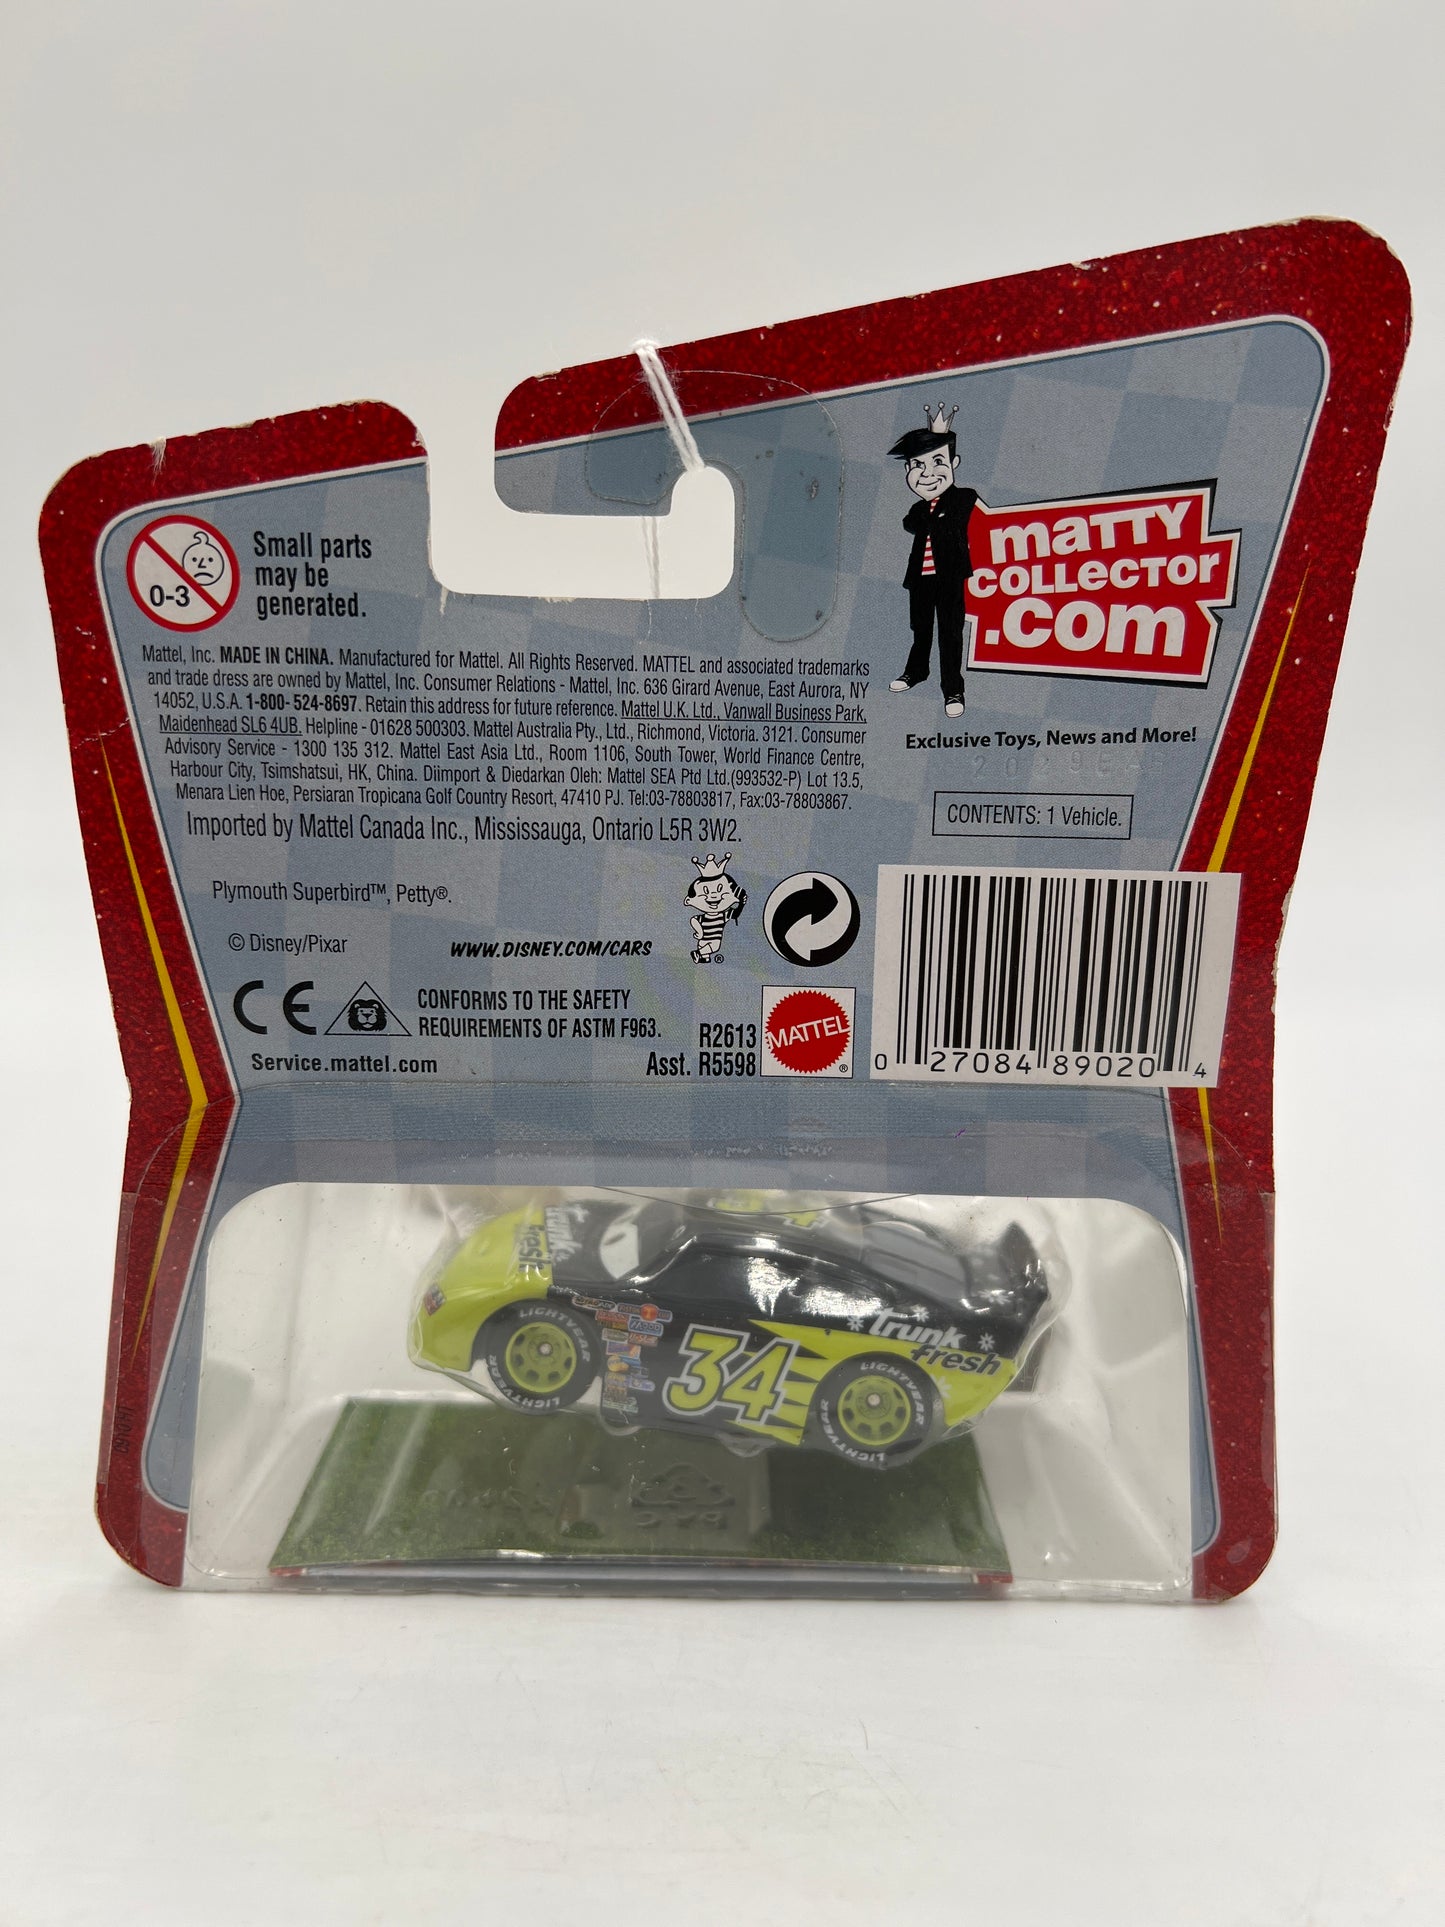 0-3
Small parts
may be
generated.
matty
collector
.com
Exclusive Toys, News and More!
Mattel, Inc. MADE IN CHINA. Manufactured for Mattel. All Rights Reserved. MATTEL and associated trademarks
and trade dress are owned by Mattel, Inc. Consumer Relations - Mattel, Inc. 636 Girard Avenue, East Aurora, NY
14052, U.S.A. 1-800-524-8697. Retain this address for future reference. Mattel U.K. Ltd., Vanwall Business Park,
Maidenhead SL6 4UB. Helpline - 01628 500303. Mattel Australia Pty., Ltd., Richmond, Victoria. 3121. Consumer
Advisory Service - 1300 135 312. Mattel East Asia Ltd., Room 1106, South Tower, World Finance Centre,
Harbour City, Tsimshatsui, HK, China. Diimport & Diedarkan Oleh: Mattel SEA Ptd Ltd.(993532-P) Lot 13.5,
Menara Lien Hoe, Persiaran Tropicana Golf Country Resort, 47410 PJ. Tel:03-78803817, Fax:03-78803867.
Imported by Mattel Canada Inc., Mississauga, Ontario L5R 3W2.
CONTENTS: 1 Vehicle.
Plymouth Superbird™, Petty®.
© Disney/Pixar
WWW.DISNEY.COM/CARS
®
CE
CONFORMS TO THE SAFETY
REQUIREMENTS OF ASTM F963.
Service.mattel.com
R2613
Asst. R5598
MATTEL
®
0 27084 89020 4
trunk
fresh
34
LIGHTYEAR
LIGHTYEAR
34
trunk
fresh
LIGHTYEAR
LIGHTYEAR